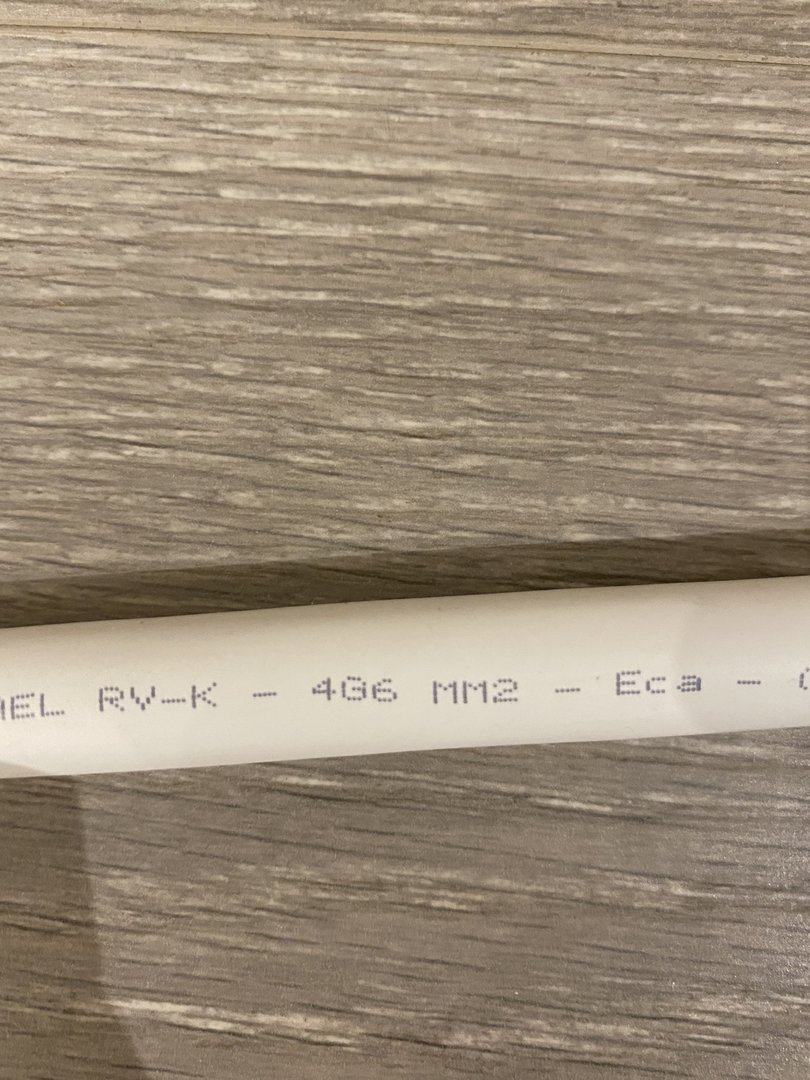 RV-K - 4G6 MM2 - Eca -